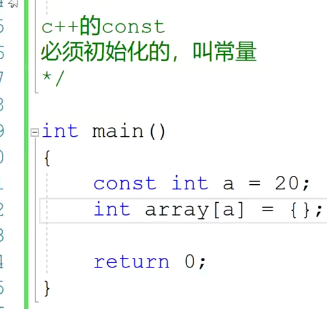 c++的const
必须初始化的，叫常量
*/
int main()
{
const int a = 20;
int array[a] = {};
return 0;
}